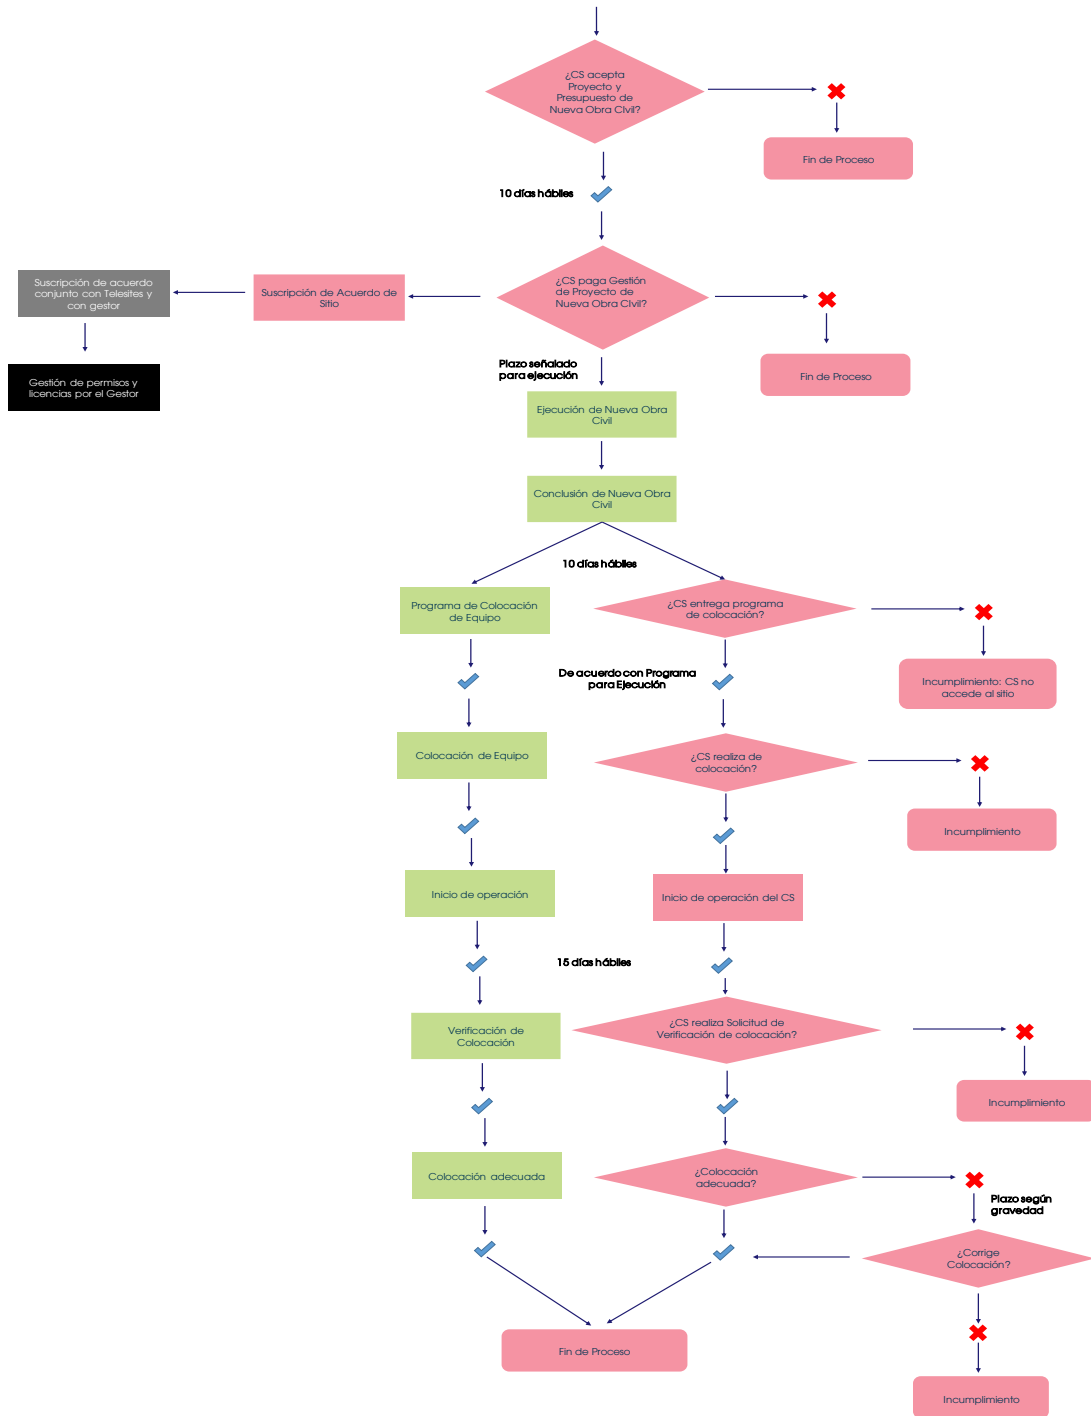 ¿CS acepta
Proyecto y
Presupuesto de
Nueva Obra CIvil?
Fin de Proceso
10 días hábiles
Suscripción de acuerdo
conjunto con Telesites y
con gestor
Suscripción de Acuerdo de
Sitio
¿CS paga Gestión
de Proyecto de
Nueva Obra CIvil?
Plazo señalado
para ejecución
Fin de Proceso
Gestión de permisos y
licencias por el Gestor
Ejecución de Nueva Obra
Civil
Conclusión de Nueva Obra
Civil
10 días hábiles
Programa de Colocación
de Equipo
¿CS entrega programa
de colocación?
De acuerdo con Programa
para Ejecución
Incumplimiento: CS no
accede al sitio
Colocación de Equipo
¿CS realiza de
colocación?
Incumplimiento
Inicio de operación
Inicio de operación del CS
15 días hábiles
Verificación de
Colocación
¿CS realiza Solicitud de
Verificación de colocación?
Incumplimiento
Colocación adecuada
¿Colocación
adecuada?
Plazo según
gravedad
¿Corrige
Colocación?
Fin de Proceso
Incumplimiento